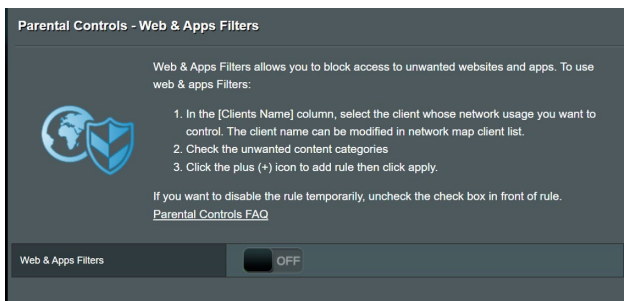 Parental Controls - Web & Apps Filters
Web & Apps Filters allows you to block access to unwanted websites and apps. To use
web & apps Filters:
1. In the [Clients Name] column, select the client whose network usage you want to
control. The client name can be modified in network map client list.
2. Check the unwanted content categories
3. Click the plus (+) icon to add rule then click apply.
If you want to disable the rule temporarily, uncheck the check box in front of rule.
Parental Controls FAQ
Web & Apps Filters OFF